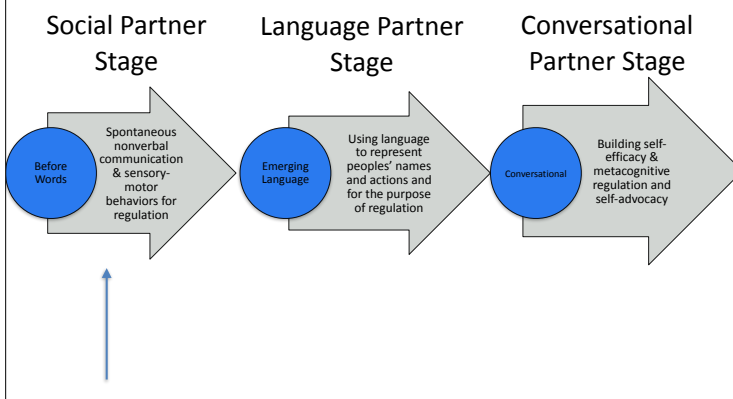 Social Partner
Stage
Language Partner
Stage
Conversational
Partner Stage
Before
Words
Spontaneous
nonverbal
communication
& sensory-
motor
behaviors for
regulation
Emerging
Language
Using language
to represent
peoples’ names
and actions and
for the purpose
of regulation
Conversational
Building self-
efficacy &
metacognitive
regulation and
self-advocacy